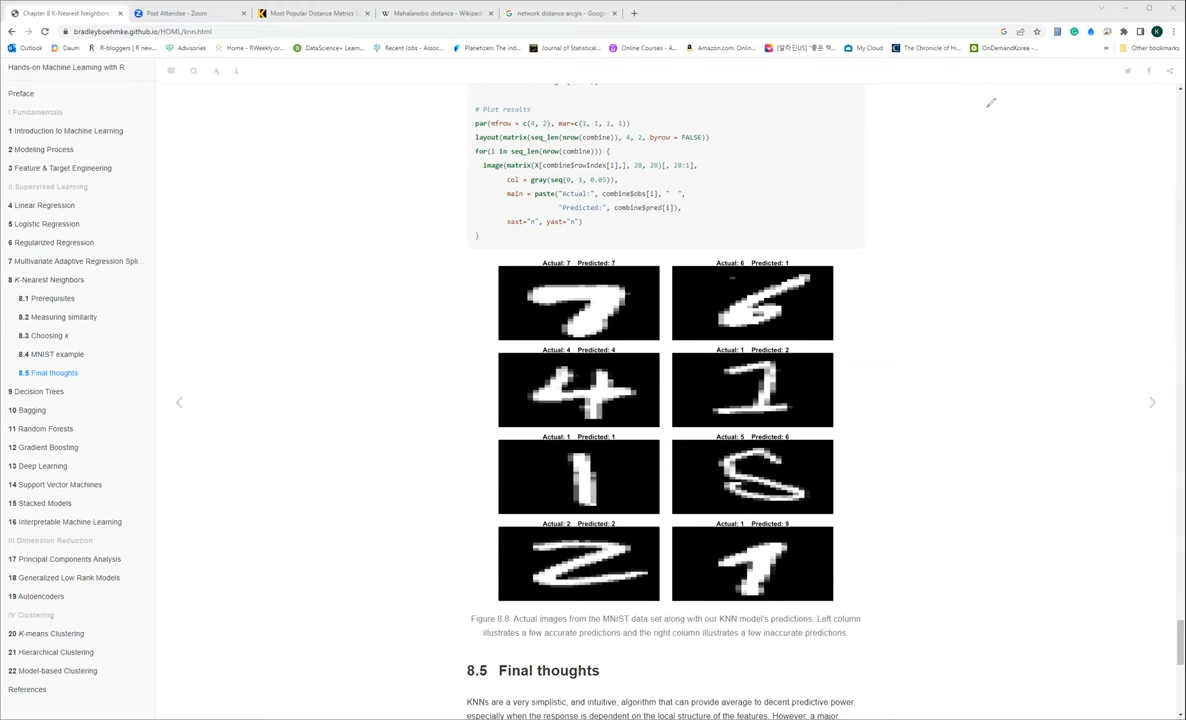 Chapter 8 K-Nearest Neighbors
Post Attendee - Zoom
Most Popular Distance Metrics
Mahalanobis distance - Wikiped
network distance arcgis - Goog
bradleyboehmke.github.io/HOML/knn.html
Outlook
Daum
R-bloggers | R new
Advisories
Home - RWeekly.or
DataScience+ Learn
Recent Jobs - Assoc
Planetizen: The ind
Journal of Statistical
Online Courses - A
Amazon.com: Onlin
My Cloud
The Chronicle of Hi
OnDemandKorea
Other bookmarks
Hands-on Machine Learning with R
Preface
I Fundamentals
1 Introduction to Machine Learning
2 Modeling Process
3 Feature & Target Engineering
II Supervised Learning
4 Linear Regression
5 Logistic Regression
6 Regularized Regression
7 Multivariate Adaptive Regression Spli...
8 K-Nearest Neighbors
8.1 Prerequisites
8.2 Measuring similarity
8.3 Choosing k
8.4 MNIST example
8.5 Final thoughts
9 Decision Trees
10 Bagging
11 Random Forests
12 Gradient Boosting
13 Deep Learning
14 Support Vector Machines
15 Stacked Models
16 Interpretable Machine Learning
III Dimension Reduction
17 Principal Components Analysis
18 Generalized Low Rank Models
19 Autoencoders
IV Clustering
20 K-means Clustering
21 Hierarchical Clustering
22 Model-based Clustering
References
# Plot results
par(mfrow = c(4, 2), mar=c(1, 1, 1, 1))
layout(matrix(seq_len(nrow(combine)), 4, 2, byrow = FALSE))
for(i in seq_len(nrow(combine))) {
image(matrix(X[combine$rowIndex[i],], 28, 28)[, 28:1],
col = gray(seq(0, 1, 0.05)),
main = paste("Actual:", combine$obs[i], "  ",
"Predicted:", combine$pred[i]),
xaxt="n", yaxt="n")
}
Actual: 7 Predicted: 7
Actual: 6 Predicted: 1
7
6
Actual: 4 Predicted: 4
Actual: 1 Predicted: 2
4
1
Actual: 1 Predicted: 1
Actual: 5 Predicted: 6
1
5
Actual: 2 Predicted: 2
Actual: 1 Predicted: 9
2
1
Figure 8.8: Actual images from the MNIST data set along with our KNN model's predictions. Left column
illustrates a few accurate predictions and the right column illustrates a few inaccurate predictions.
8.5 Final thoughts
KNNs are a very simplistic, and intuitive, algorithm that can provide average to decent predictive power,
especially when the response is dependent on the local structure of the features. However, a major